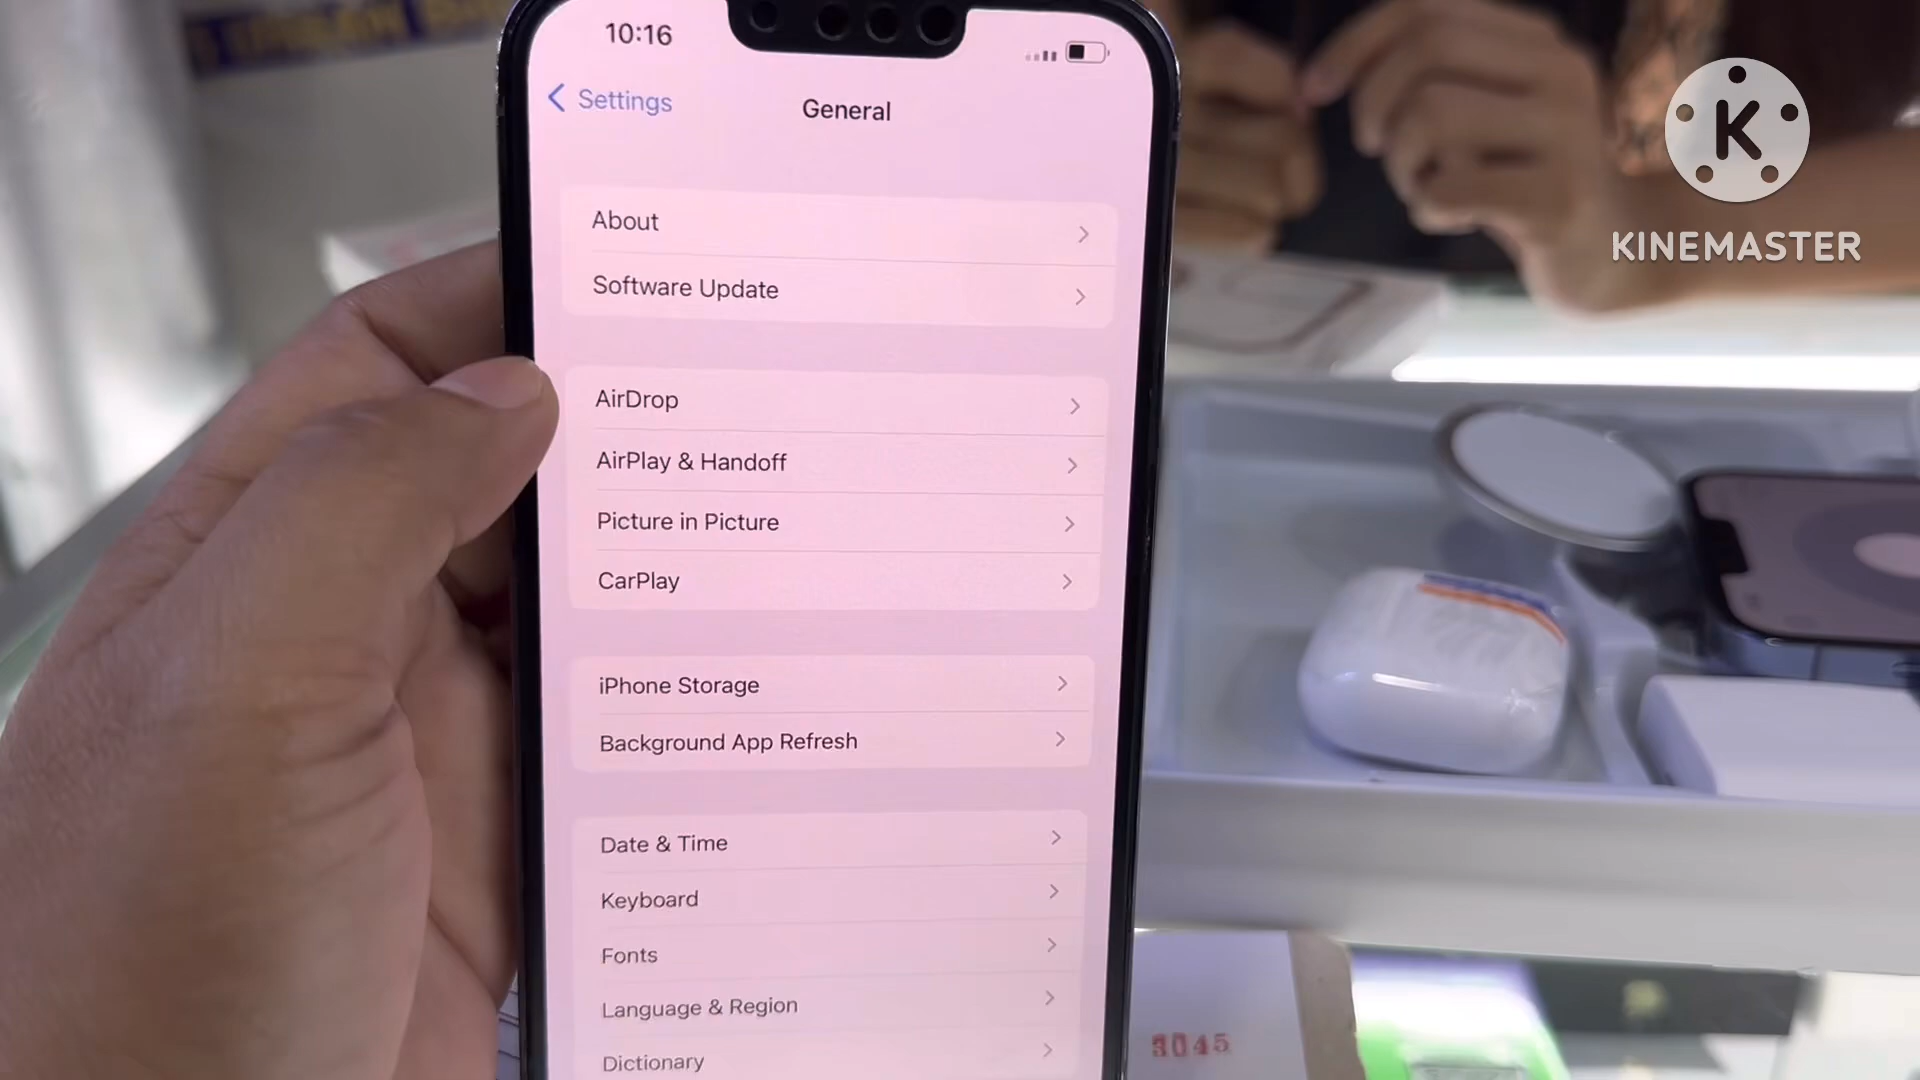 10:16
Settings
General
About
Software Update
AirDrop
AirPlay & Handoff
Picture in Picture
CarPlay
iPhone Storage
Background App Refresh
Date & Time
Keyboard
Fonts
Language & Region
Dictionary
K
KINEMASTER
3045